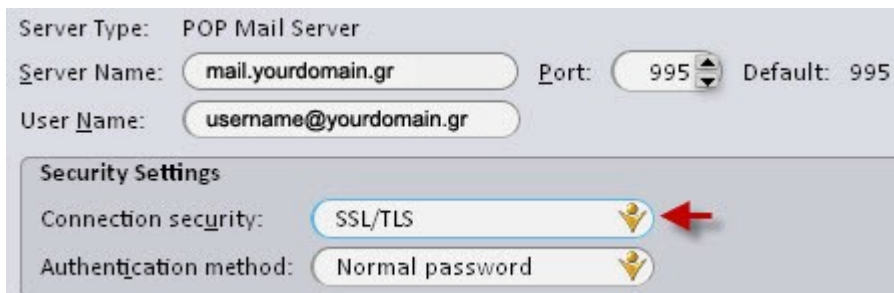 Server Type: POP Mail Server
Server Name: mail.yourdomain.gr Port: 995 Default: 995
User Name: username@yourdomain.gr
Security Settings
Connection security: SSL/TLS
Authentication method: Normal password